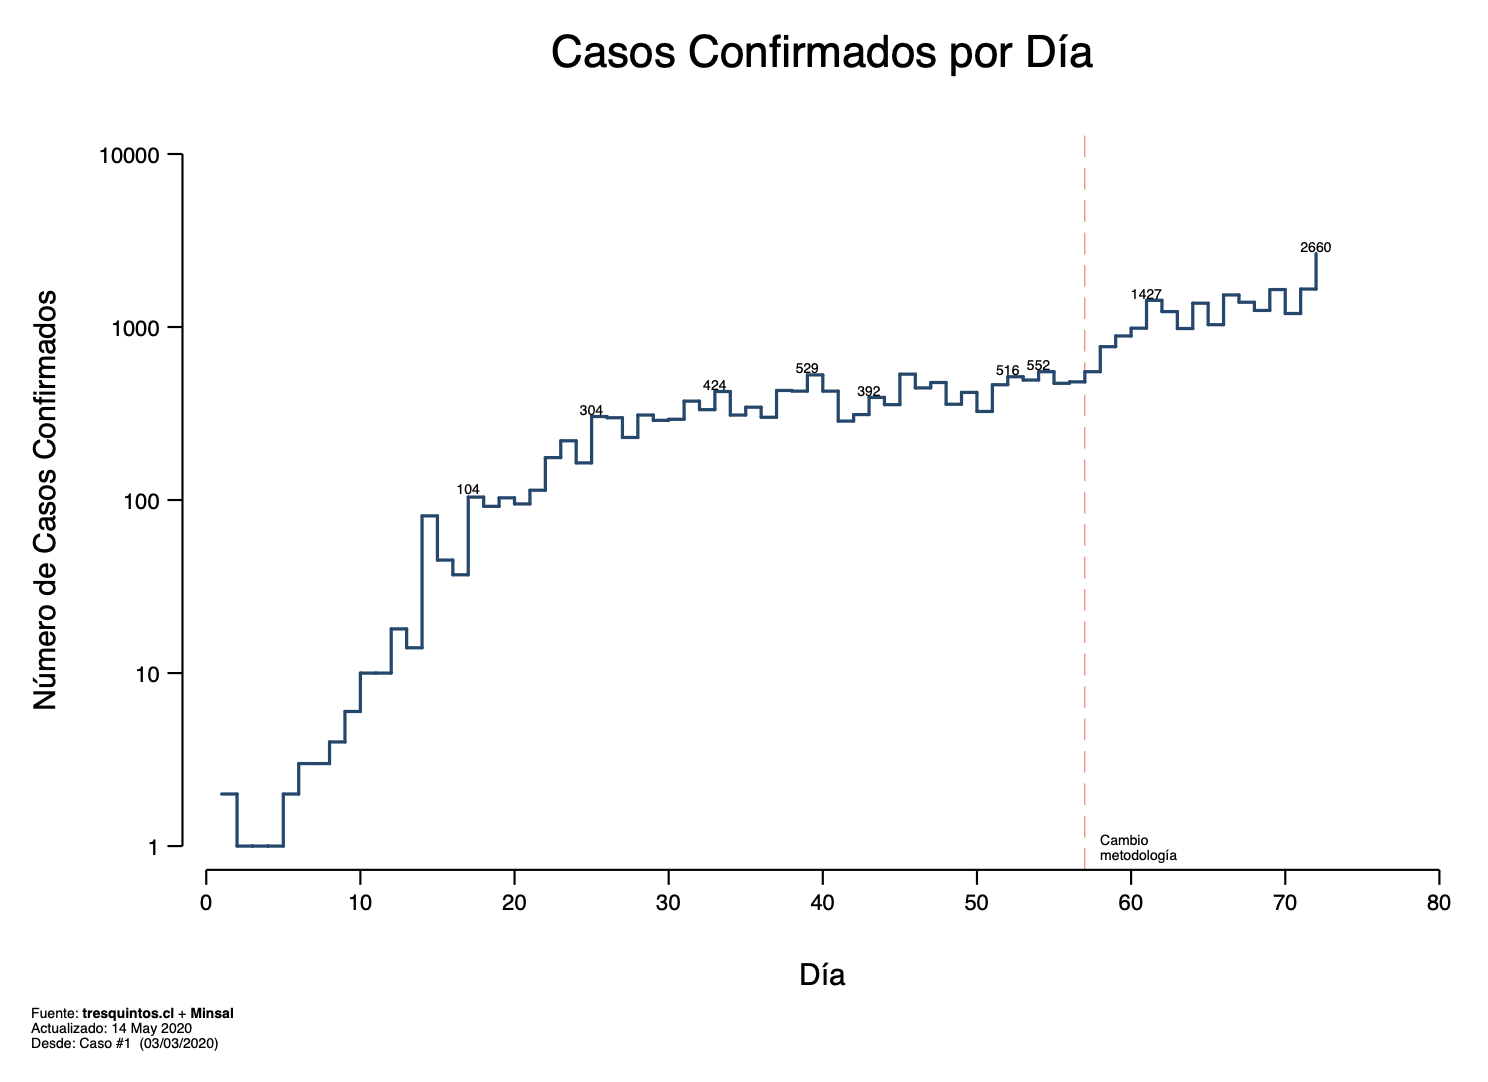 Casos Confirmados por Día
Número de Casos Confirmados
10000
1000
100
10
1
104
304
424
529
392
516
552
1427
2660
Cambio
metodología
0 10 20 30 40 50 60 70 80
Día
Fuente: tresquintos.cl + Minsal
Actualizado: 14 May 2020
Desde: Caso #1 (03/03/2020)